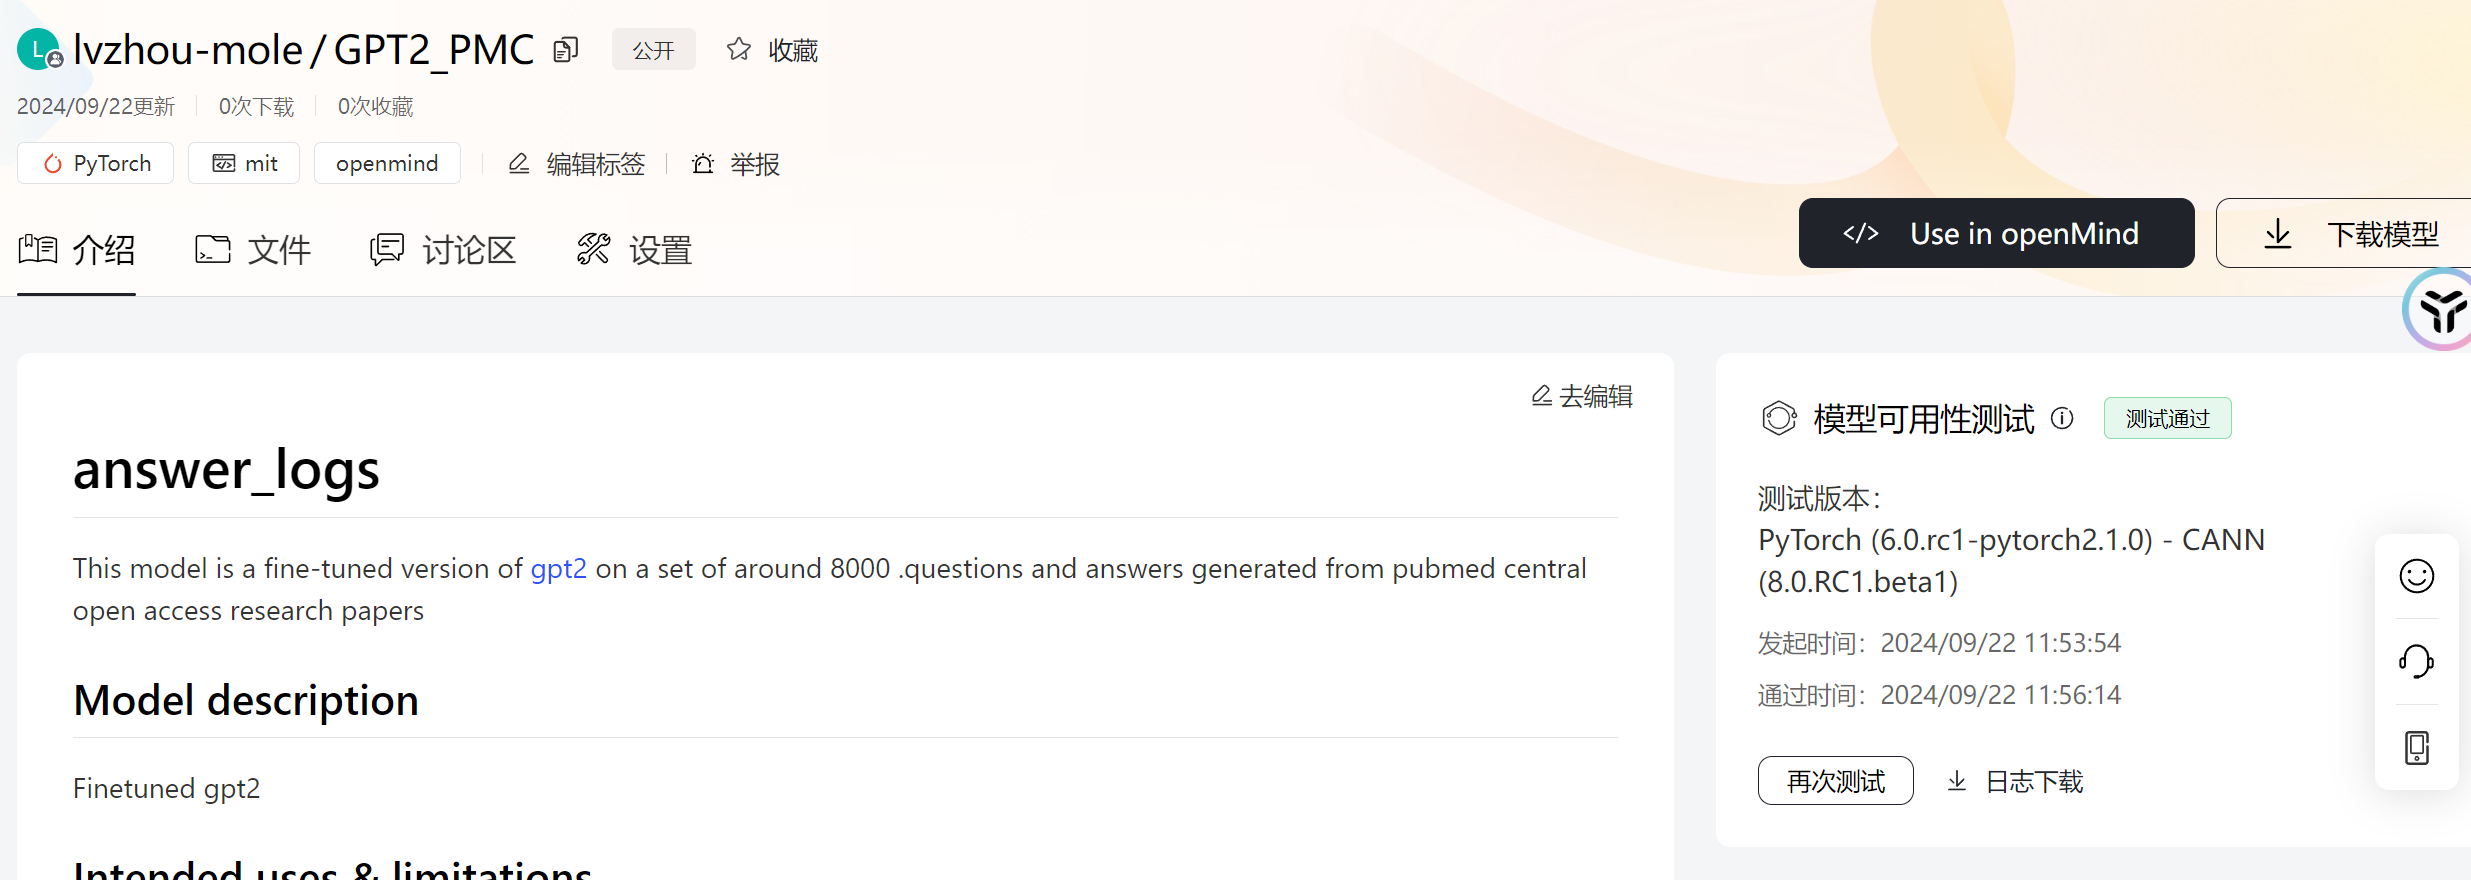 L lvzhou-mole / GPT2_PMC 公开 收藏
2024/09/22更新 0次下载 0次收藏
PyTorch mit openmind 编辑标签 举报
介绍 文件 讨论区 设置
</> Use in openMind 下载模型
去编辑
answer_logs
This model is a fine-tuned version of gpt2 on a set of around 8000 .questions and answers generated from pubmed central
open access research papers
Model description
Finetuned gpt2
Intended uses & limitations
模型可用性测试 测试通过
测试版本：
PyTorch (6.0.rc1-pytorch2.1.0) - CANN
(8.0.RC1.beta1)
发起时间：2024/09/22 11:53:54
通过时间：2024/09/22 11:56:14
再次测试 日志下载